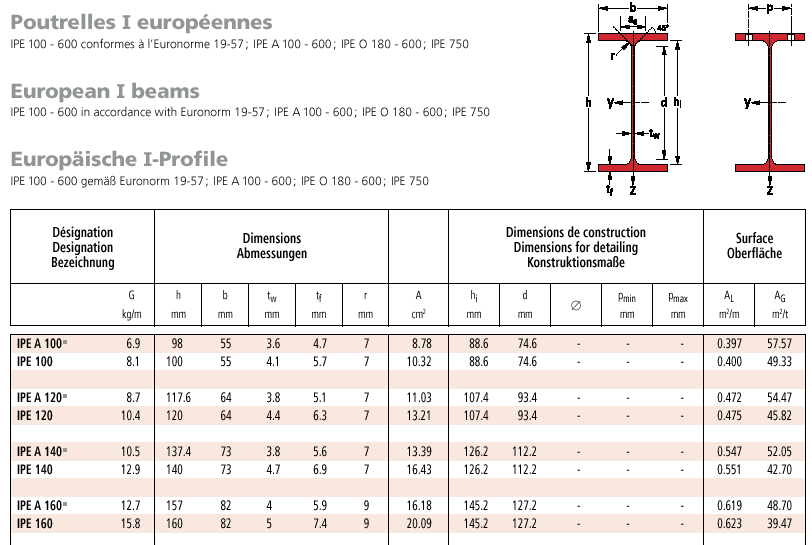 Poutrelles I européennes
IPE 100 - 600 conformes à l'Euronorme 19-57; IPE A 100 - 600; IPE O 180 - 600; IPE 750
European I beams
IPE 100 - 600 in accordance with Euronorm 19-57; IPE A 100 - 600; IPE O 180 - 600; IPE 750
Europäische I-Profile
IPE 100 - 600 gemäß Euronorm 19-57; IPE A 100 - 600; IPE O 180 - 600; IPE 750
b
45°
r
h
y
d
hi
tw
tf
z
p
y
z
Désignation
Designation
Bezeichnung
Dimensions
Abmessungen
Dimensions de construction
Dimensions for detailing
Konstruktionsmaße
Surface
Oberfläche
G h b tw tf r A hi d ∅ pmin pmax AL AG
kg/m mm mm mm mm mm cm² mm mm mm mm m²/m m²/t
IPE A 100 6.9 98 55 3.6 4.7 7 8.78 88.6 74.6 - - - 0.397 57.57
IPE 100 8.1 100 55 4.1 5.7 7 10.32 88.6 74.6 - - - 0.400 49.33
IPE A 120 8.7 117.6 64 3.8 5.1 7 11.03 107.4 93.4 - - - 0.472 54.47
IPE 120 10.4 120 64 4.4 6.3 7 13.21 107.4 93.4 - - - 0.475 45.82
IPE A 140 10.5 137.4 73 3.8 5.6 7 13.39 126.2 112.2 - - - 0.547 52.05
IPE 140 12.9 140 73 4.7 6.9 7 16.43 126.2 112.2 - - - 0.551 42.70
IPE A 160 12.7 157 82 4 5.9 9 16.18 145.2 127.2 - - - 0.619 48.70
IPE 160 15.8 160 82 5 7.4 9 20.09 145.2 127.2 - - - 0.623 39.47